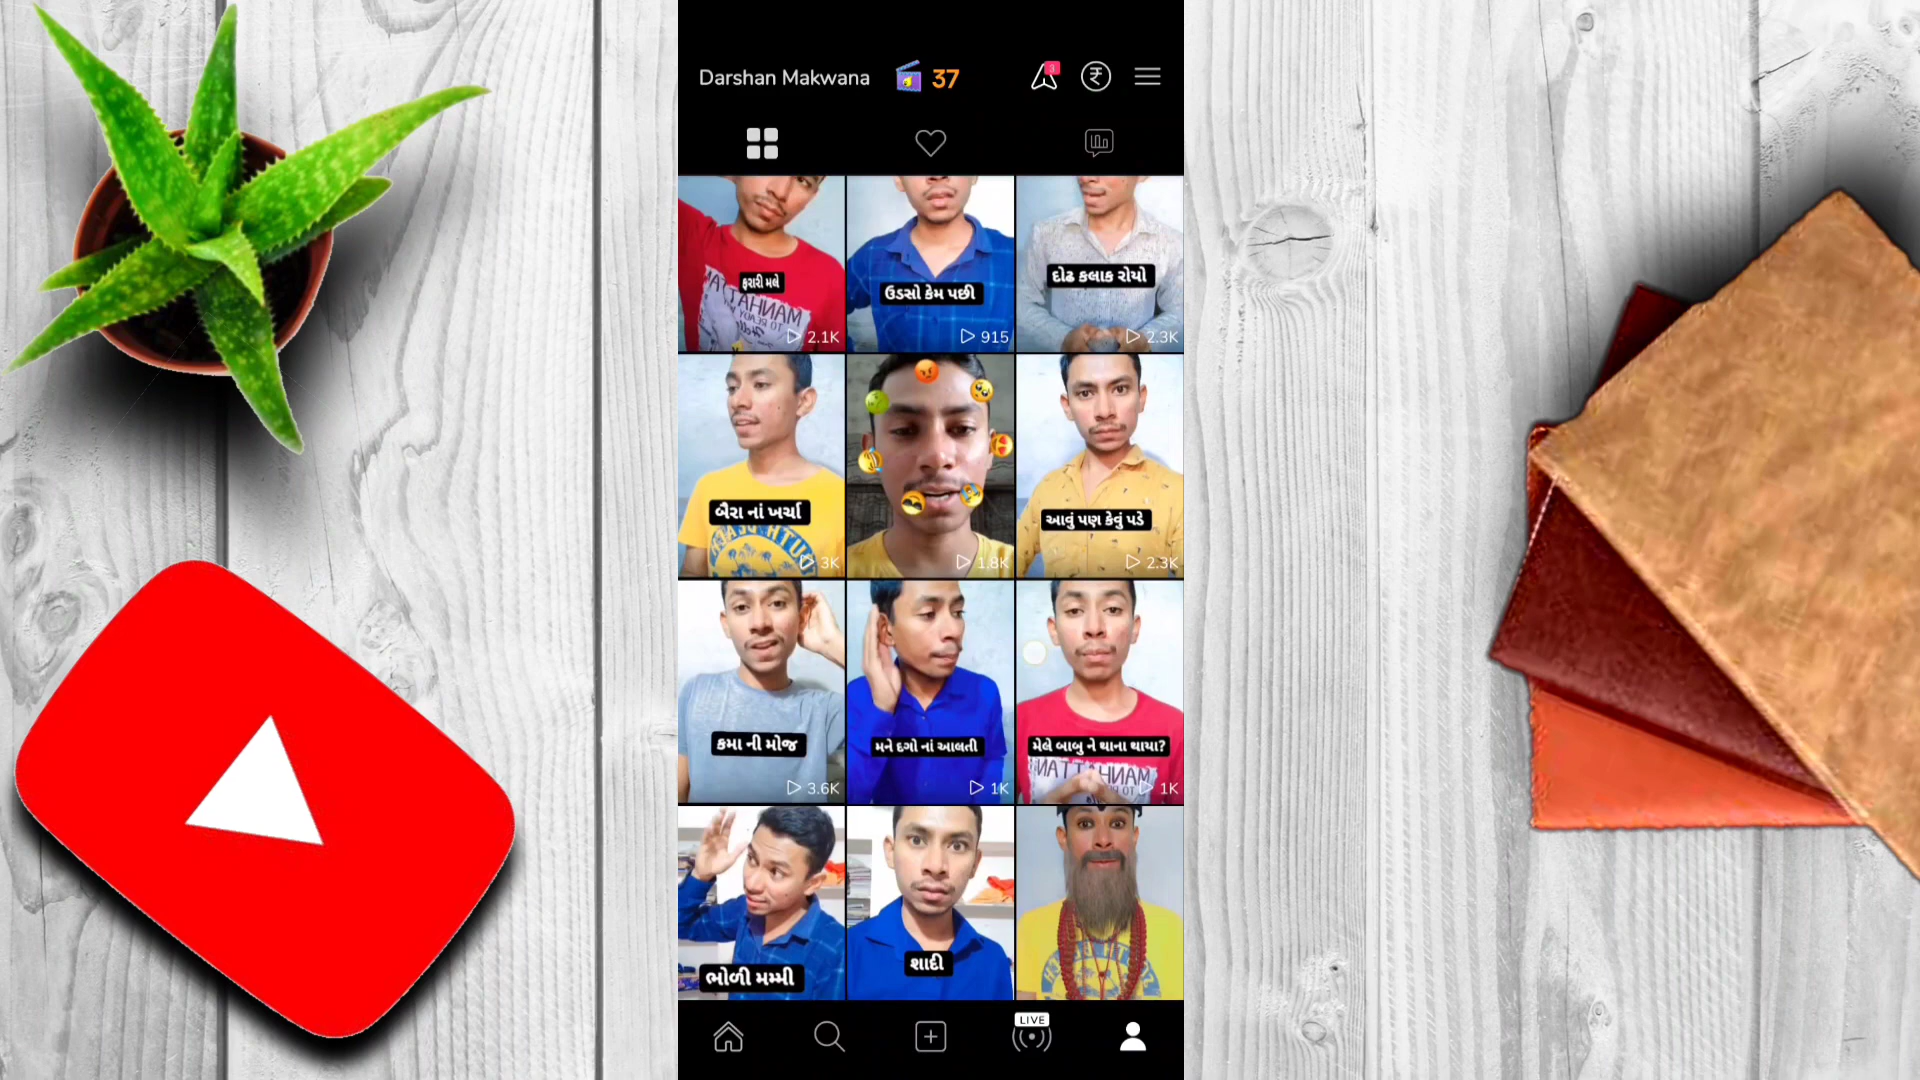 Darshan Makwana
37
3
ફરારી મલે
2.1K
ઉડસો કેમ પછી
915
દોઢ કલાક રોયો
2.3K
બૈરા નાં ખર્ચા
3K
1.8K
આવું પણ કેવું પડે
2.3K
કમા ની મોજ
3.6K
મને દગો નાં આલતી
1K
મેલે બાબુ ને થાના થાયા?
1K
ભોળી મમ્મી
શાદી
LIVE